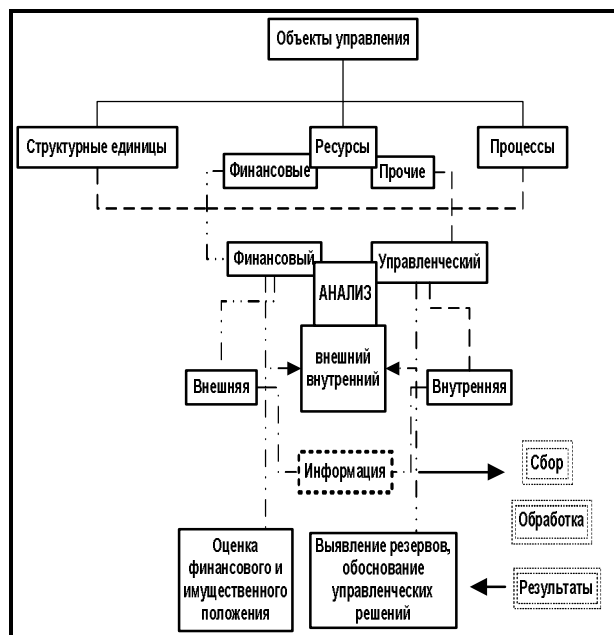 Объекты управления
Структурные единицы
Ресурсы
Процессы
Финансовые
Прочие
Финансовый
Управленческий
АНАЛИЗ
внешний
внутренний
Внешняя
Внутренняя
Информация
Сбор
Обработка
Оценка
финансового и
имущественного
положения
Выявление резервов,
обоснование
управленческих
решений
Результаты